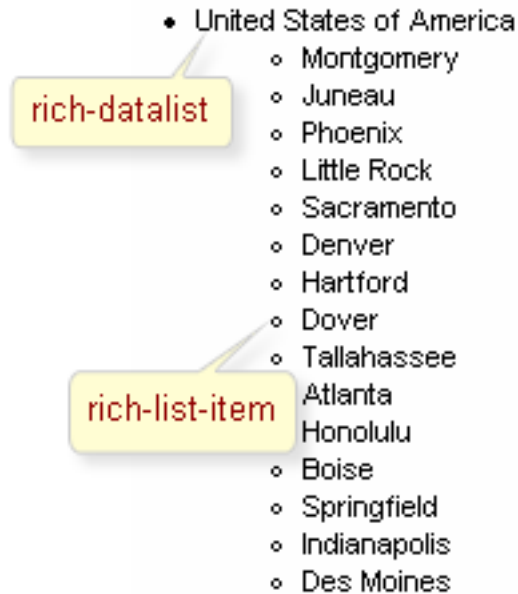 United States of America
Montgomery
rich-datalist
Juneau
Phoenix
Little Rock
Sacramento
Denver
Hartford
Dover
Tallahassee
rich-list-item
Atlanta
Honolulu
Boise
Springfield
Indianapolis
Des Moines